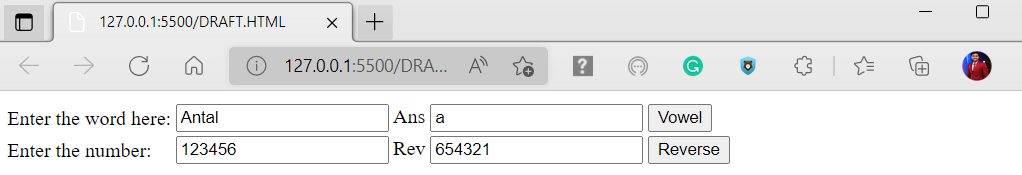 127.0.0.1:5500/DRAFT.HTML
127.0.0.1:5500/DRA...
Enter the word here: Antal Ans a Vowel
Enter the number: 123456 Rev 654321 Reverse